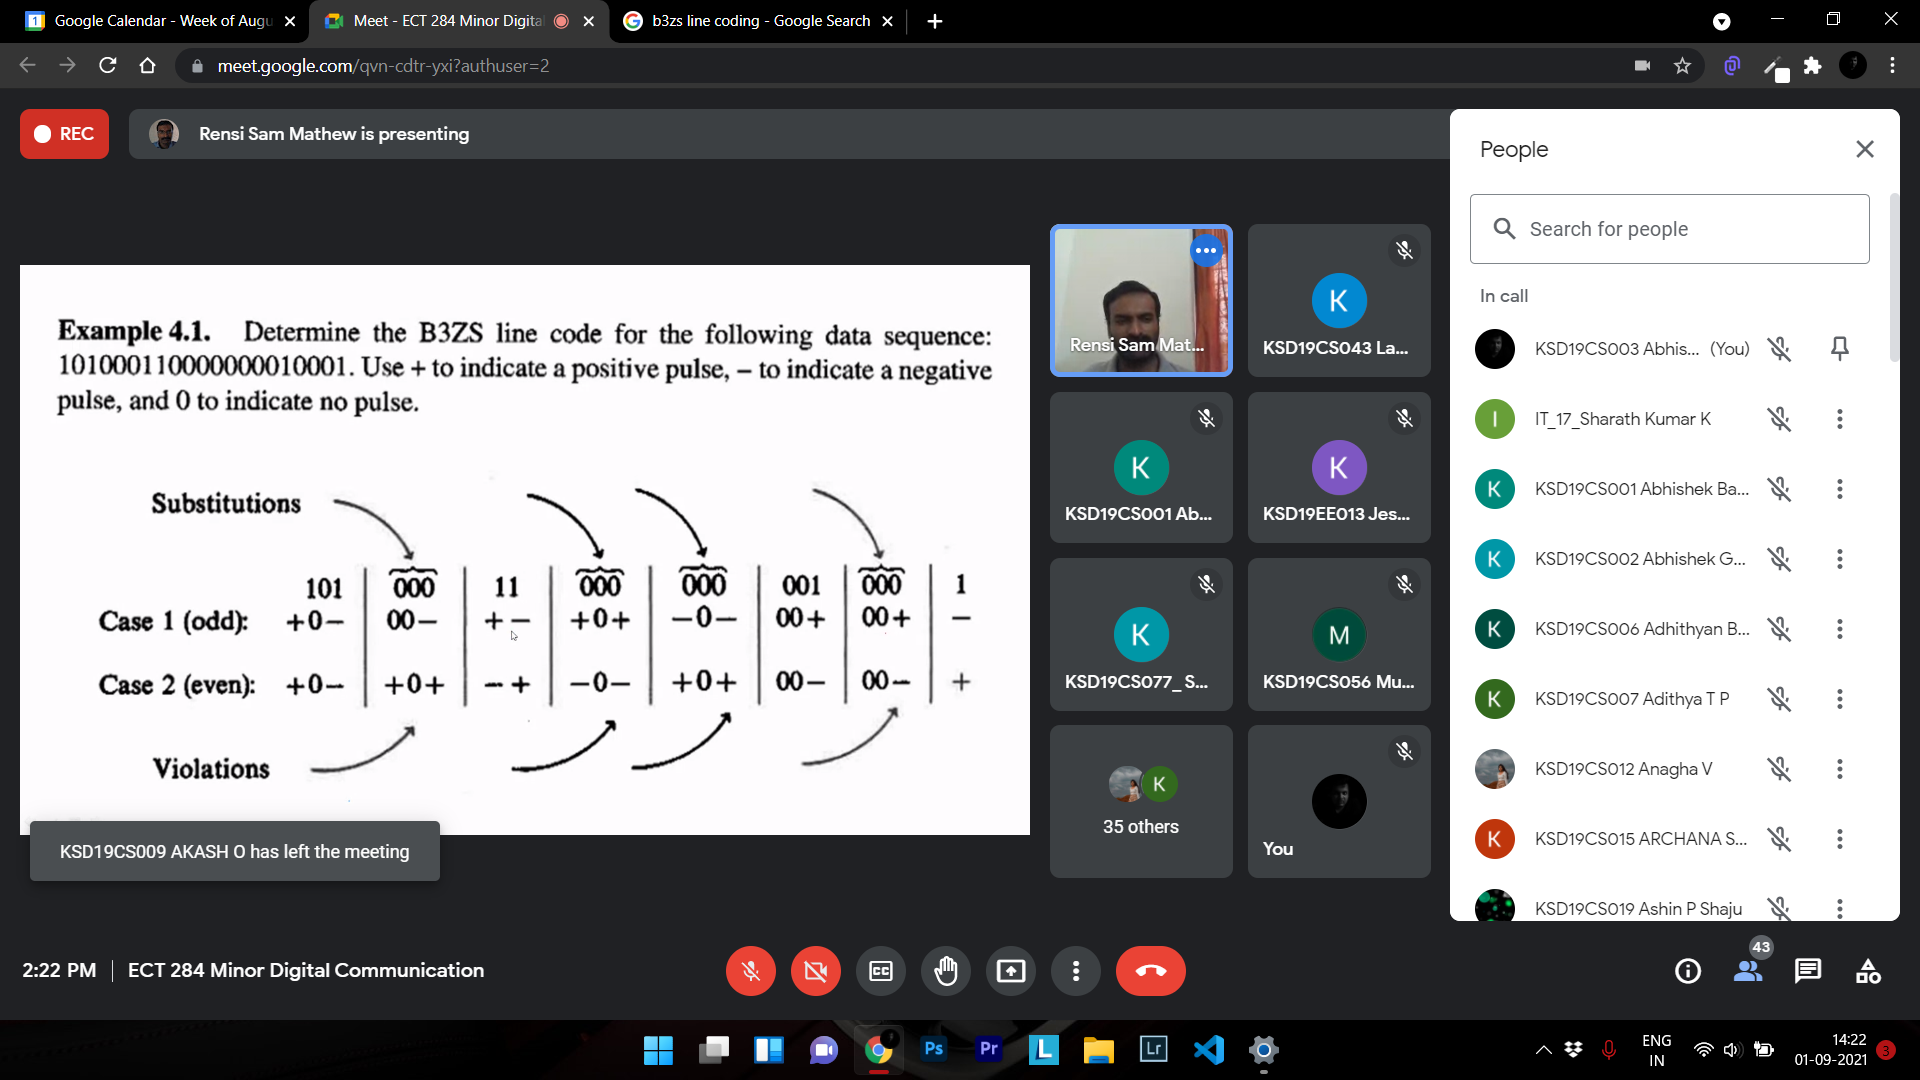 Google Calendar - Week of Augu
Meet - ECT 284 Minor Digital
b3zs line coding - Google Search
meet.google.com/qvn-cdtr-yxi?authuser=2
REC
Rensi Sam Mathew is presenting
Example 4.1. Determine the B3ZS line code for the following data sequence:
101000110000000010001. Use + to indicate a positive pulse, − to indicate a negative
pulse, and 0 to indicate no pulse.
Substitutions
101 000 11 000 000 001 000 1
Case 1 (odd): +0− 00− +− +0+ −0− 00+ 00+ −
Case 2 (even): +0− +0+ −+ −0− +0+ 00− 00− +
Violations
KSD19CS009 AKASH O has left the meeting
Rensi Sam Mat...
K
KSD19CS043 La...
K
KSD19CS001 Ab...
K
KSD19EE013 Jes...
K
KSD19CS077_ S...
M
KSD19CS056 Mu...
K
35 others
You
People
Search for people
In call
KSD19CS003 Abhis... (You)
I
IT_17_Sharath Kumar K
K
KSD19CS001 Abhishek Ba...
K
KSD19CS002 Abhishek G...
K
KSD19CS006 Adhithyan B...
K
KSD19CS007 Adithya T P
KSD19CS012 Anagha V
K
KSD19CS015 ARCHANA S...
KSD19CS019 Ashin P Shaju
2:22 PM
ECT 284 Minor Digital Communication
CC
43
Ps
Pr
L
Lr
ENG
IN
14:22
01-09-2021
3